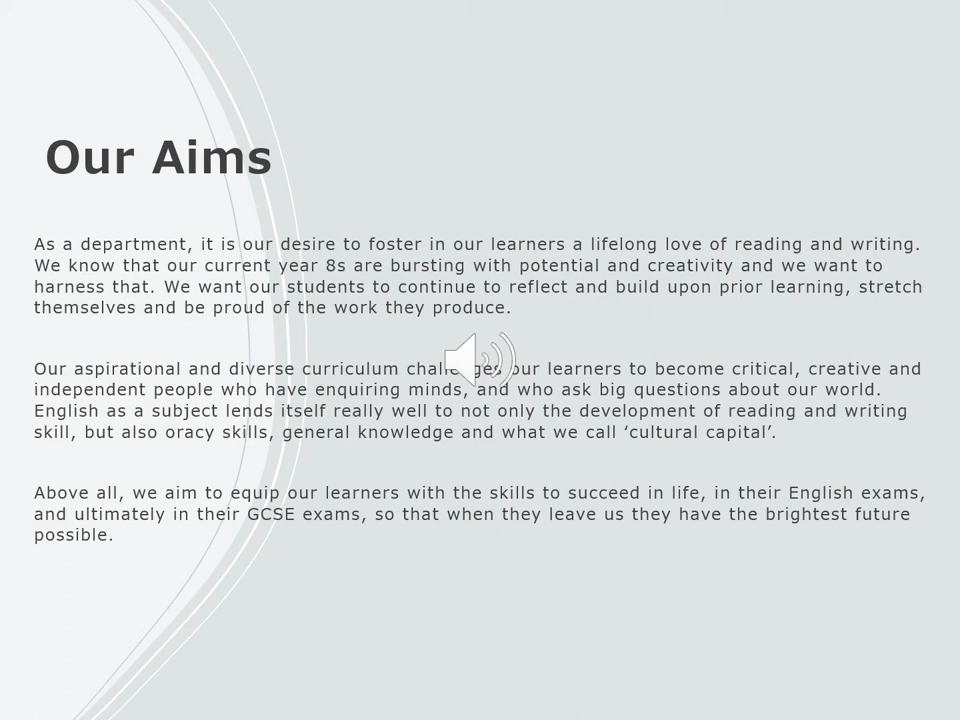 Our Aims
As a department, it is our desire to foster in our learners a lifelong love of reading and writing.
We know that our current year 8s are bursting with potential and creativity and we want to
harness that. We want our students to continue to reflect and build upon prior learning, stretch
themselves and be proud of the work they produce.
Our aspirational and diverse curriculum challenges our learners to become critical, creative and
independent people who have enquiring minds, and who ask big questions about our world.
English as a subject lends itself really well to not only the development of reading and writing
skill, but also oracy skills, general knowledge and what we call ‘cultural capital’.
Above all, we aim to equip our learners with the skills to succeed in life, in their English exams,
and ultimately in their GCSE exams, so that when they leave us they have the brightest future
possible.